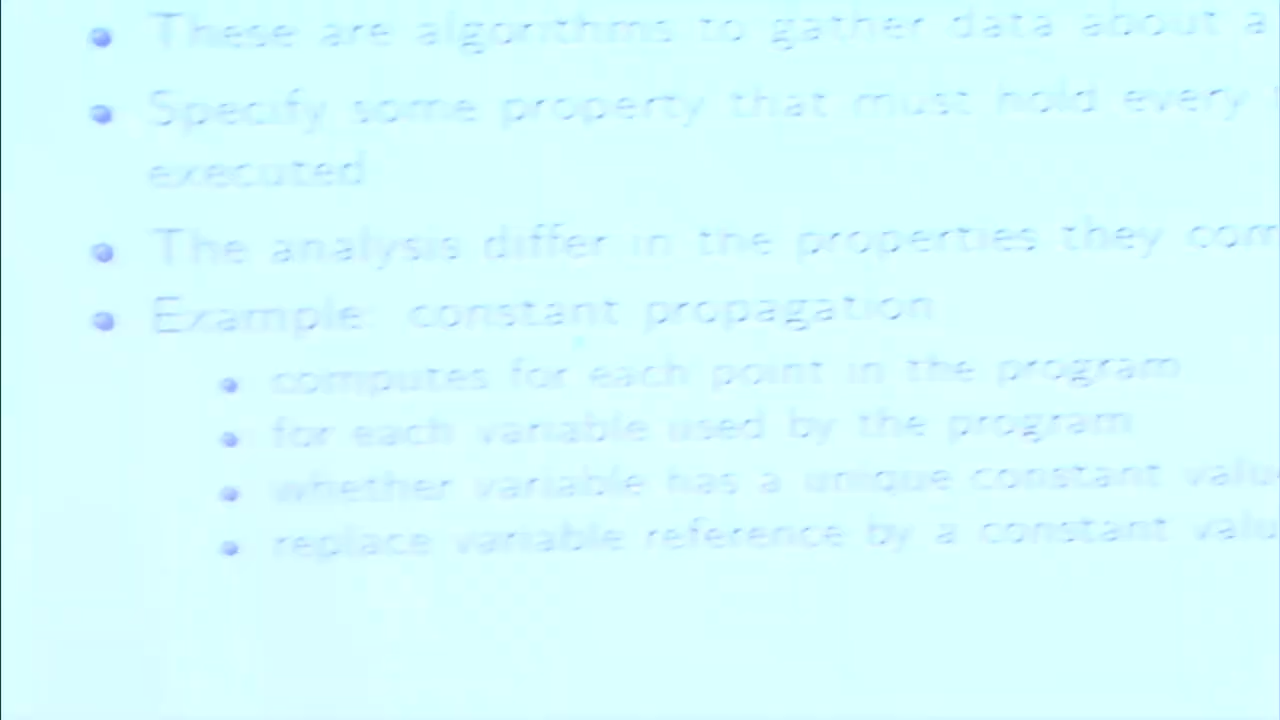 These are algorithms to gather data about a
Specify some property that must hold every
executed
The analysis differ in the properties they com
Example: constant propagation
computes for each point in the program
for each variable used by the program
whether variable has a unique constant valu
replace variable reference by a constant valu